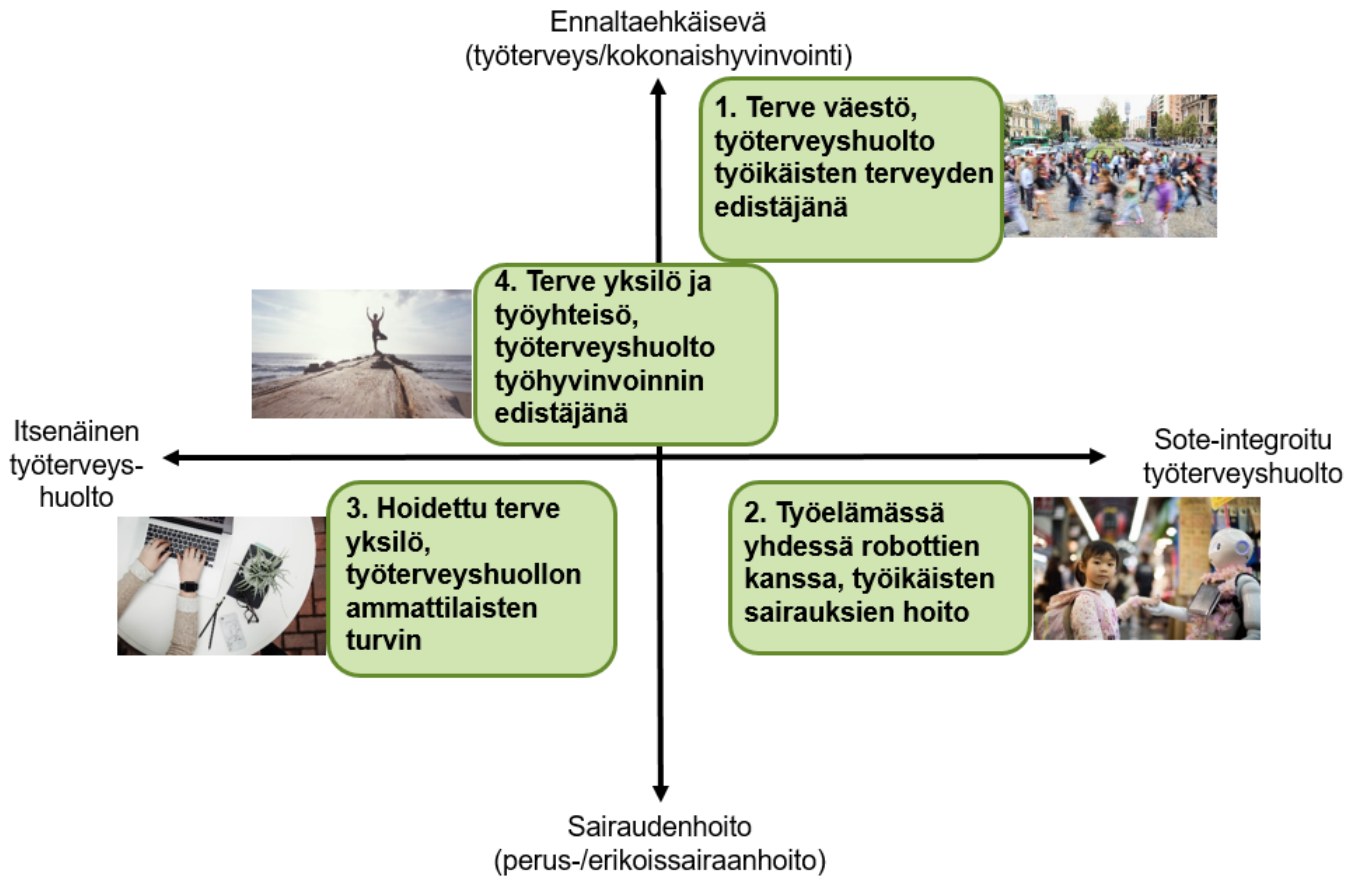 Ennaltaehkäisevä
(työterveys/kokonaishyvinvointi)
1. Terve väestö,
työterveyshuolto
työikäisten terveyden
edistäjänä
4. Terve yksilö ja
työyhteisö,
työterveyshuolto
työhyvinvoinnin
edistäjänä
Itsenäinen
työterveys-
huolto
Sote-integroitu
työterveyshuolto
3. Hoidettu terve
yksilö,
työterveyshuollon
ammattilaisten
turvin
2. Työelämässä
yhdessä robottien
kanssa, työikäisten
sairauksien hoito
Sairaudenhoito
(perus-/erikoissairaanhoito)